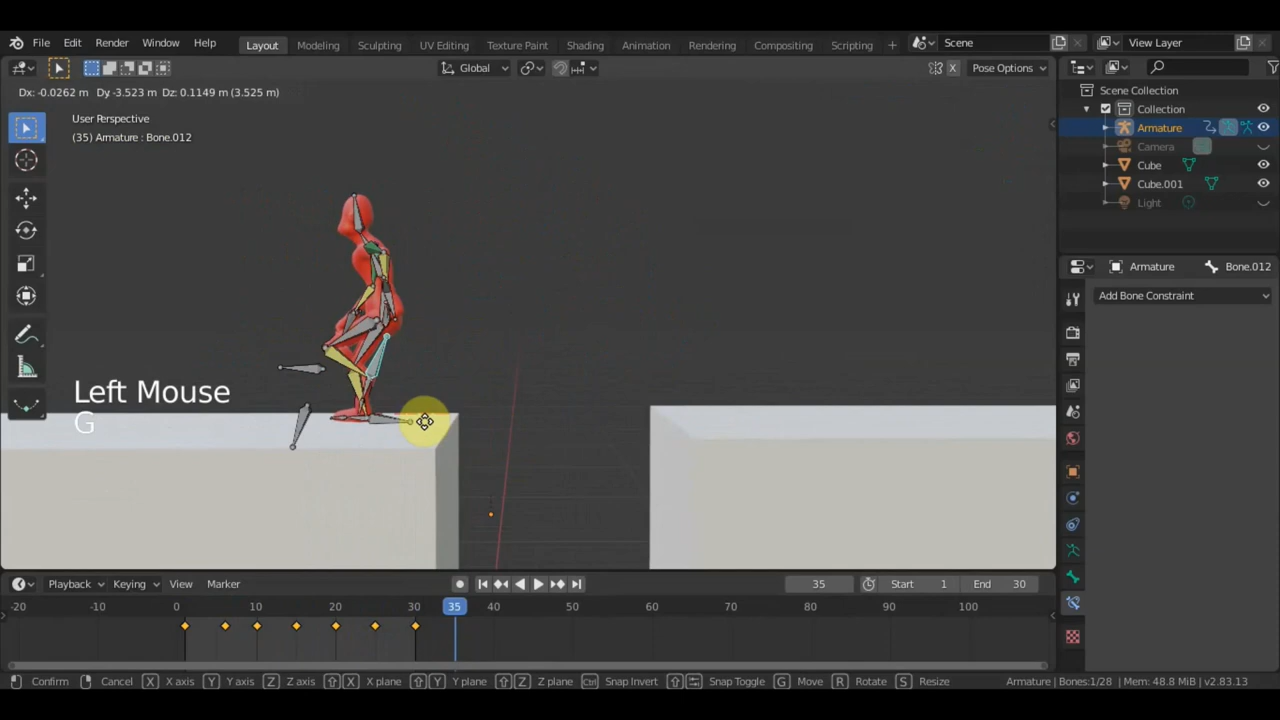 File Edit Render Window Help Layout Modeling Sculpting UV Editing Texture Paint Shading Animation Rendering Compositing Scripting + Scene View Layer
Global X Pose Options
Dx: -0.0262 m Dy -3.523 m Dz: 0.1149 m (3.525 m)
User Perspective
(35) Armature : Bone.012
Scene Collection
Collection
Armature
Camera
Cube
Cube.001
Light
Armature Bone.012
Add Bone Constraint
Left Mouse
G
Playback Keying View Marker 35 Start 1 End 30
-20 -10 0 10 20 30 35 40 50 60 70 80 90 100
Confirm Cancel X X axis Y Y axis Z Z axis X X plane Y Y plane Z Z plane Ctrl Snap Invert Snap Toggle G Move R Rotate S Resize Armature | Bones:1/28 | Mem: 48.8 MiB | v2.83.13